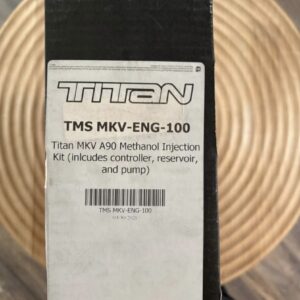 TITAN
TMS MKV-ENG-100
Titan MKV A90 Methanol Injection
Kit (inlcudes controller, reservoir,
and pump)
TMS MKV-ENG-100